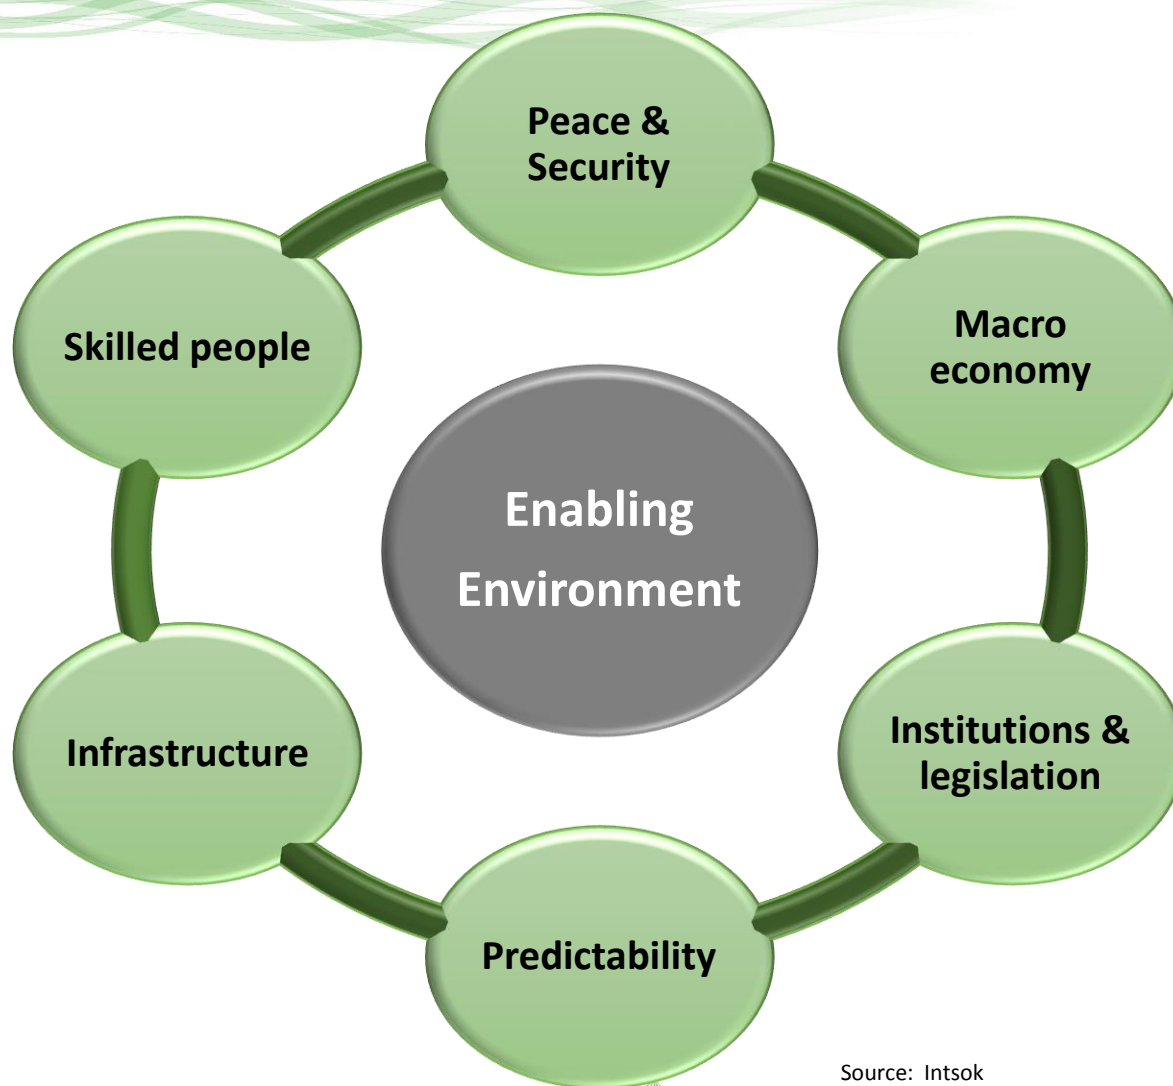 Peace &
Security
Macro
economy
Skilled people
Enabling
Environment
Institutions &
legislation
Infrastructure
Predictability
Source: Intsok